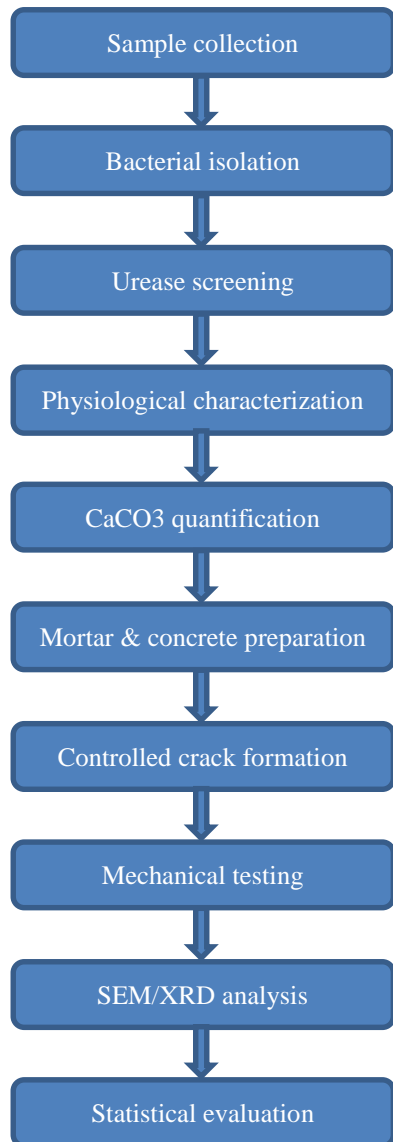 Sample collection
Bacterial isolation
Urease screening
Physiological characterization
CaCO3 quantification
Mortar & concrete preparation
Controlled crack formation
Mechanical testing
SEM/XRD analysis
Statistical evaluation